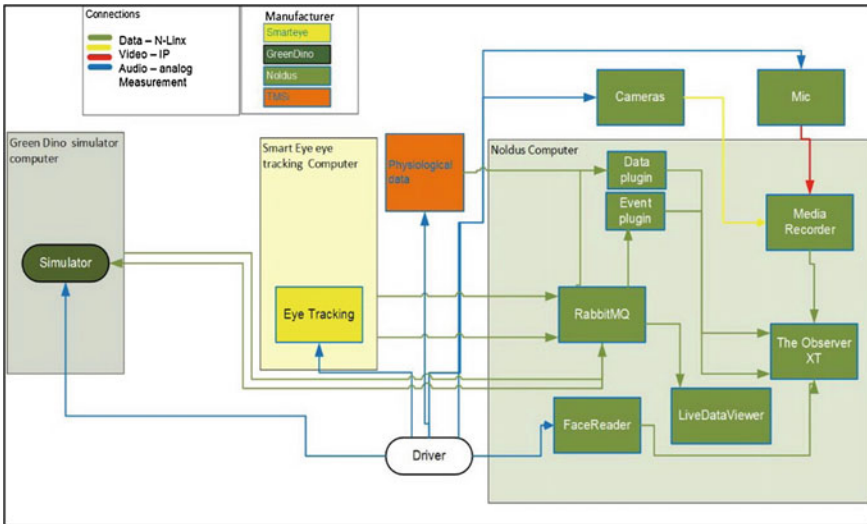 Connections
Data – N-Linx
Video – IP
Audio – analog
Measurement
Manufacturer
Smarteye
GreenDino
Noldus
TMSi
Cameras
Mic
Green Dino simulator
computer
Smart Eye eye
tracking Computer
Physiological
data
Noldus Computer
Data
plugin
Event
plugin
Media
Recorder
Simulator
Eye Tracking
RabbitMQ
The Observer
XT
LiveDataViewer
FaceReader
Driver